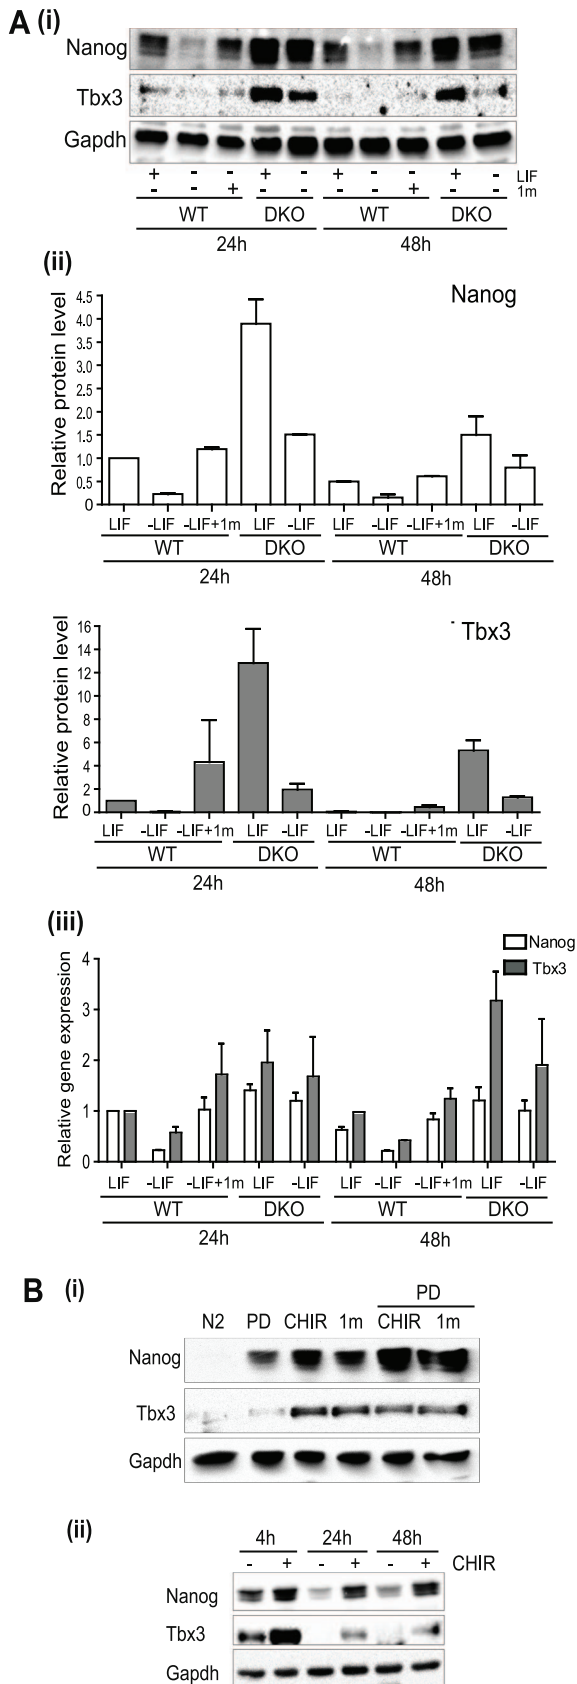 A (i)
Nanog
Tbx3
Gapdh
+ - - + - + - - + - LIF
- - + - - - - + - - 1m
WT DKO WT DKO
24h 48h
(ii)
Nanog
Relative protein level
4.5
4.0
3.5
3.0
2.5
2.0
1.5
1.0
0.5
0
LIF -LIF -LIF+1m LIF -LIF LIF -LIF -LIF+1m LIF -LIF
WT DKO WT DKO
24h 48h
Tbx3
Relative protein level
16
14
12
10
8
6
4
2
0
LIF -LIF -LIF+1m LIF -LIF LIF -LIF -LIF+1m LIF -LIF
WT DKO WT DKO
24h 48h
(iii)
Nanog
Tbx3
Relative gene expression
4
3
2
1
0
LIF -LIF -LIF+1m LIF -LIF LIF -LIF -LIF+1m LIF -LIF
WT DKO WT DKO
24h 48h
B (i)
PD
N2 PD CHIR 1m CHIR 1m
Nanog
Tbx3
Gapdh
(ii)
4h 24h 48h
- + - + - + CHIR
Nanog
Tbx3
Gapdh